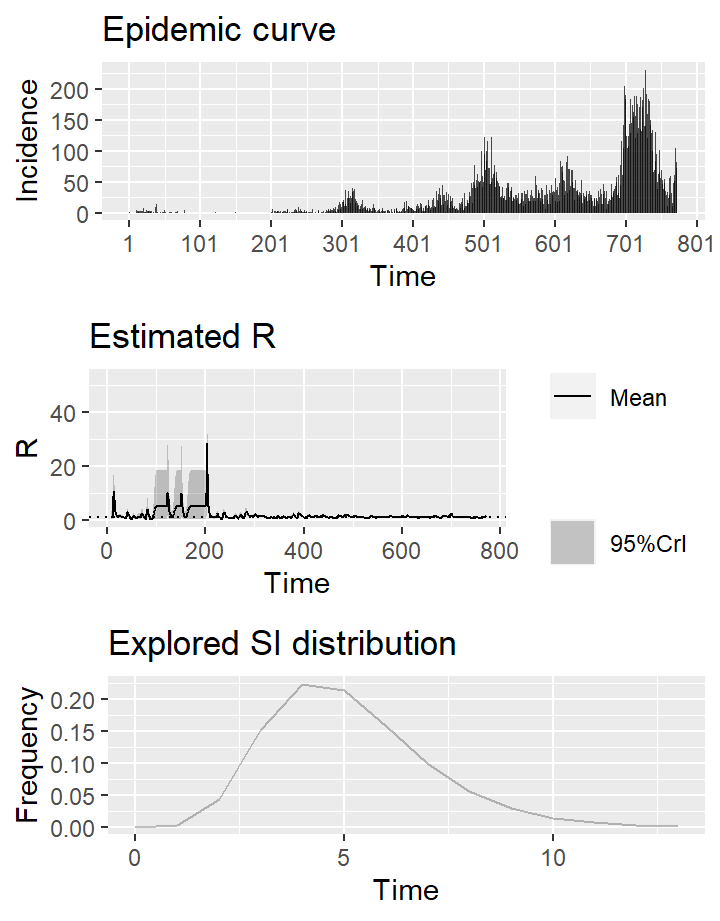 Epidemic curve
Incidence
200
150
100
50
0
1 101 201 301 401 501 601 701 801
Time
Estimated R
R
40
20
0
0 200 400 600 800
Time
Mean
95%CrI
Explored SI distribution
Frequency
0.20
0.15
0.10
0.05
0.00
0 5 10
Time